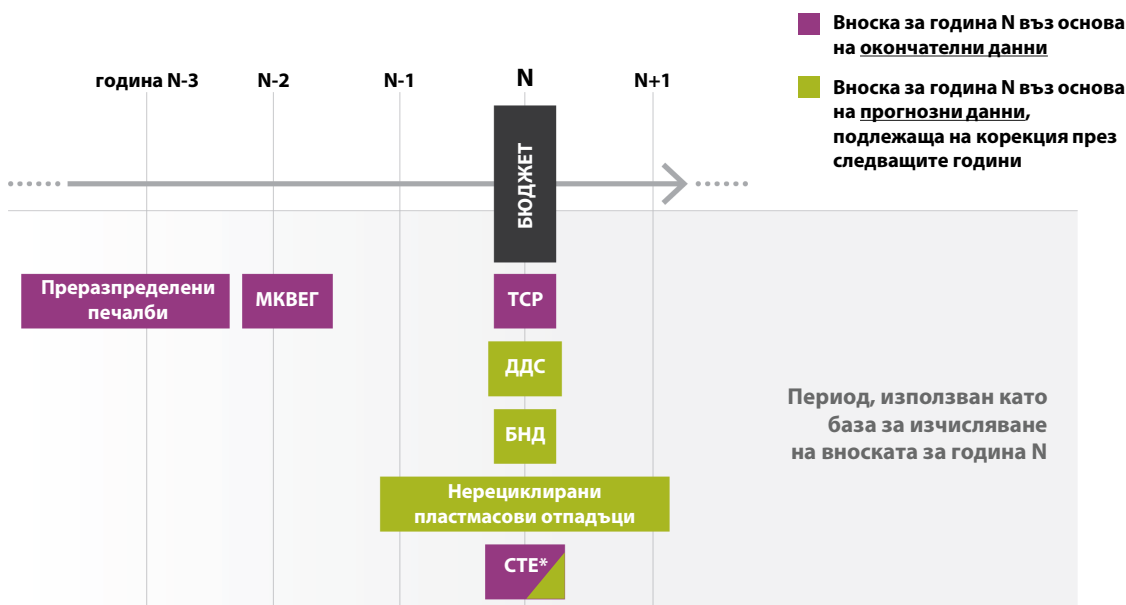 Вноска за година N въз основа
на окончателни данни
Вноска за година N въз основа
на прогнозни данни,
подлежаща на корекция през
следващите години
година N-3
N-2
N-1
N
N+1
БЮДЖЕТ
Преразпределени
печалби
МКВЕГ
ТСР
ДДС
БНД
Нерециклирани
пластмасови отпадъци
СТЕ*
Период, използван като
база за изчисляване
на вноската за година N